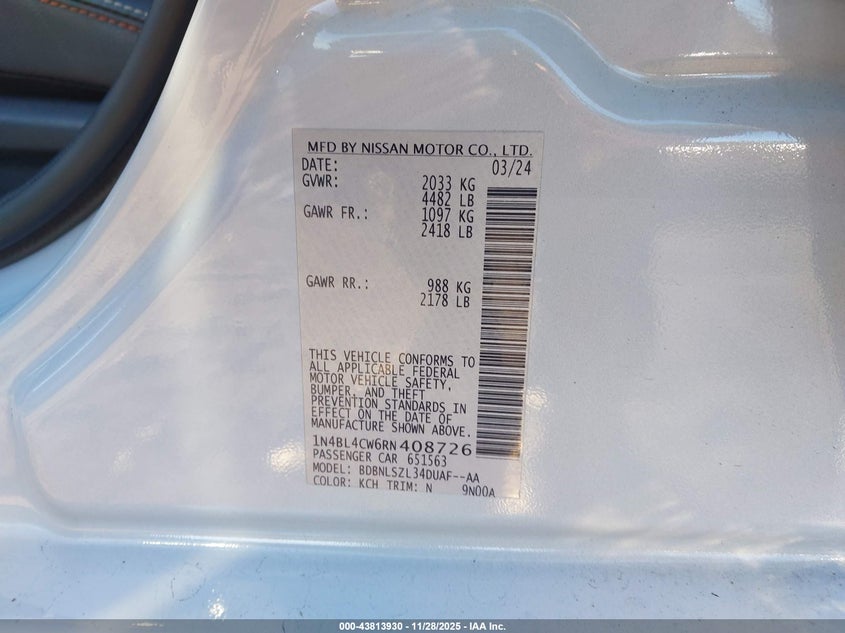 MFD BY NISSAN MOTOR CO., LTD.
DATE: 03/24
GVWR: 2033 KG
4482 LB
GAWR FR.: 1097 KG
2418 LB
GAWR RR.: 988 KG
2178 LB
THIS VEHICLE CONFORMS TO
ALL APPLICABLE FEDERAL
MOTOR VEHICLE SAFETY,
BUMPER, AND THEFT
PREVENTION STANDARDS IN
EFFECT ON THE DATE OF
MANUFACTURE SHOWN ABOVE.
1N4BL4CW6RN408726
PASSENGER CAR 651563
MODEL: BDBNLSZL34DUAF--AA
COLOR: KCH TRIM: N 9N00A
000-43813930 - 11/28/2025 - IAA Inc.